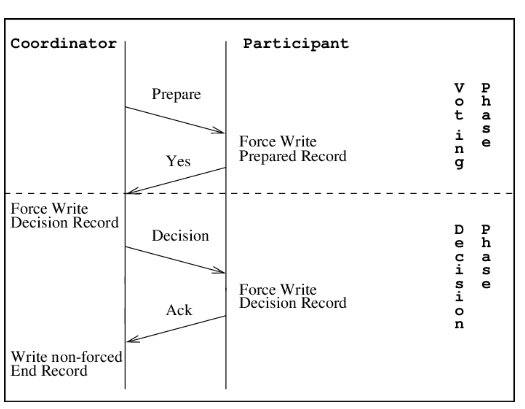 Coordinator
Participant
Prepare
Force Write
Prepared Record
Yes
Voting
Phase
Force Write
Decision Record
Decision
Force Write
Decision Record
Ack
Write non-forced
End Record
Decision
Phase